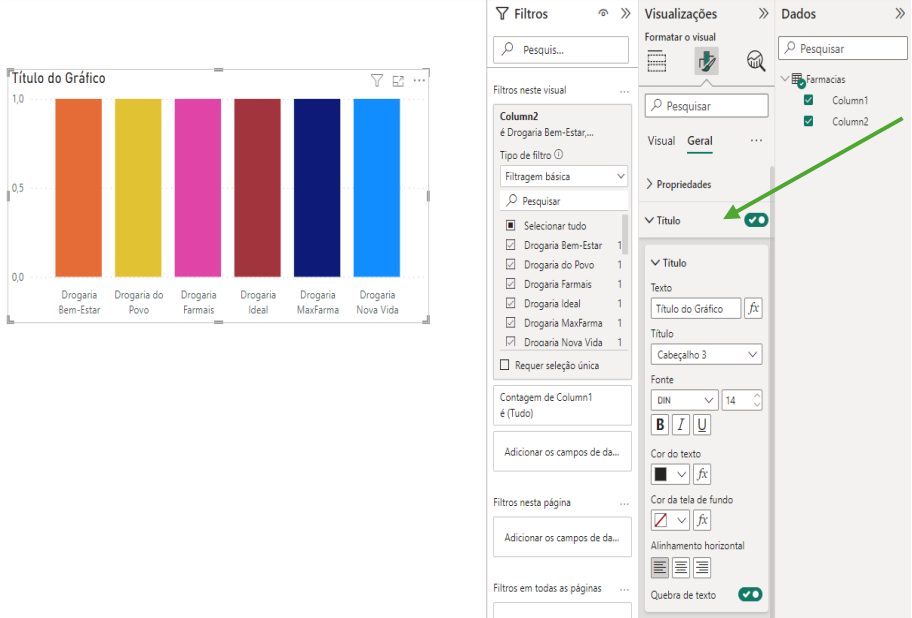 Título do Gráfico
1,0
0,5
0,0
Drogaria Bem-Estar
Drogaria do Povo
Drogaria Farmais
Drogaria Ideal
Drogaria MaxFarma
Drogaria Nova Vida
Filtros
Pesquis...
Filtros neste visual
Column2
é Drogaria Bem-Estar,...
Tipo de filtro
Filtragem básica
Pesquisar
Selecionar tudo
Drogaria Bem-Estar 1
Drogaria do Povo 1
Drogaria Farmais 1
Drogaria Ideal 1
Drogaria MaxFarma 1
Drogaria Nova Vida 1
Requer seleção única
Contagem de Column1
é (Tudo)
Adicionar os campos de da...
Filtros nesta página
Adicionar os campos de da...
Filtros em todas as páginas
Visualizações
Formatar o visual
Pesquisar
Visual Geral
Propriedades
Título
Título
Texto
Título do Gráfico fx
Título
Cabeçalho 3
Fonte
DIN 14
B I U
Cor do texto
fx
Cor da tela de fundo
fx
Alinhamento horizontal
Quebra de texto
Dados
Pesquisar
Farmacias
Column1
Column2